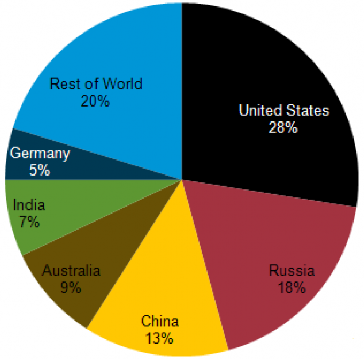 Rest of World
20%
United States
28%
Germany
5%
India
7%
Australia
9%
Russia
18%
China
13%